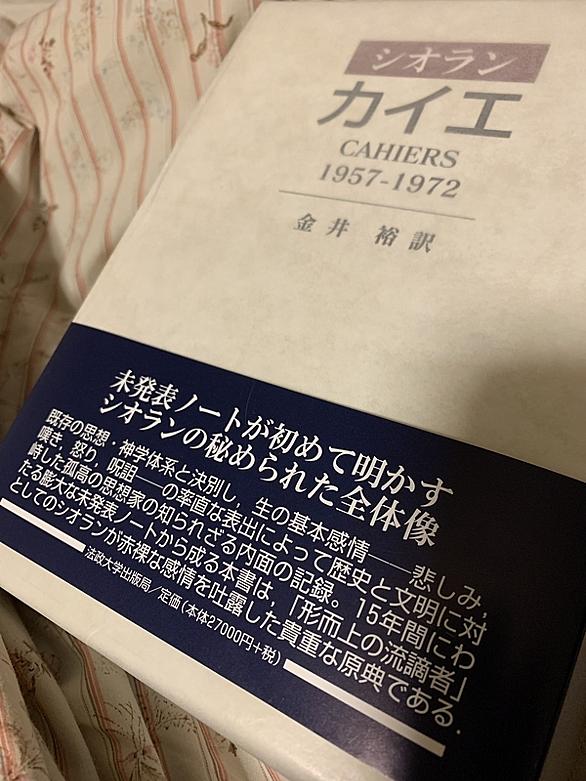 シオラン
カイエ
CAHIERS
1957-1972
金井 裕訳
未発表ノートが初めて明かす
シオランの秘められた全体像
既存の思想・神学体系と決別し、生の基本感情――悲しみ、
嘆き、怒り、呪詛――の率直な表出によって歴史と文明に対
峙した孤高の思想家の知られざる内面の記録。15年間にわ
たる膨大な未発表ノートから成る本書は、「形而上の流謫者」
としてのシオランが赤裸な感情を吐露した貴重な原典である。
法政大学出版局/定価(本体27000円+税)